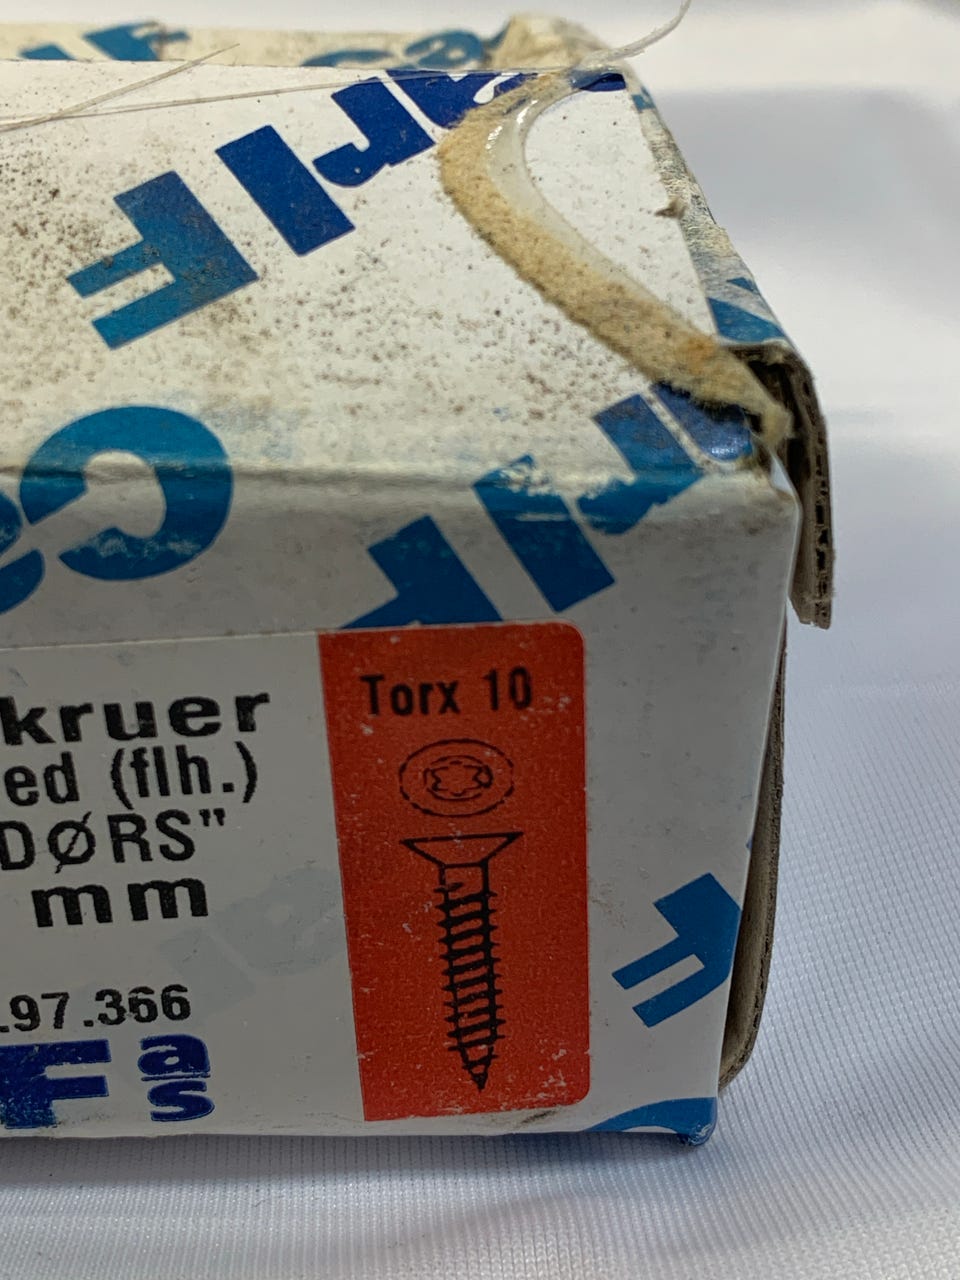 kruer
ed (flh.)
DØRS"
mm
.97.366
F a/s
Torx 10